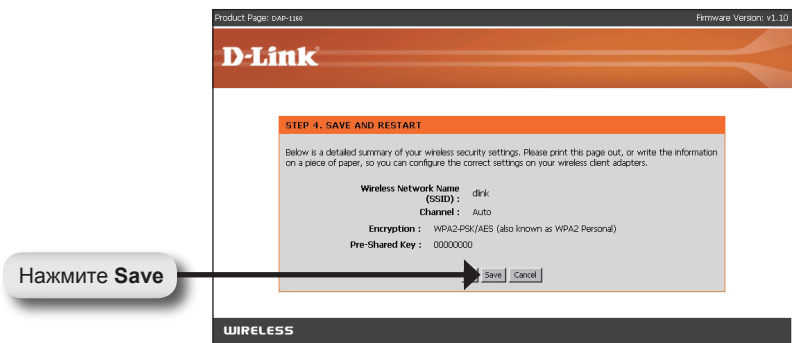 Product Page: DAP-1160 Firmware Version: v1.10
D-Link
STEP 4. SAVE AND RESTART
Below is a detailed summary of your wireless security settings. Please print this page out, or write the information
on a piece of paper, so you can configure the correct settings on your wireless client adapters.
Wireless Network Name
(SSID) : dlink
Channel : Auto
Encryption : WPA2-PSK/AES (also known as WPA2 Personal)
Pre-Shared Key : 00000000
Нажмите Save
Save Cancel
WIRELESS